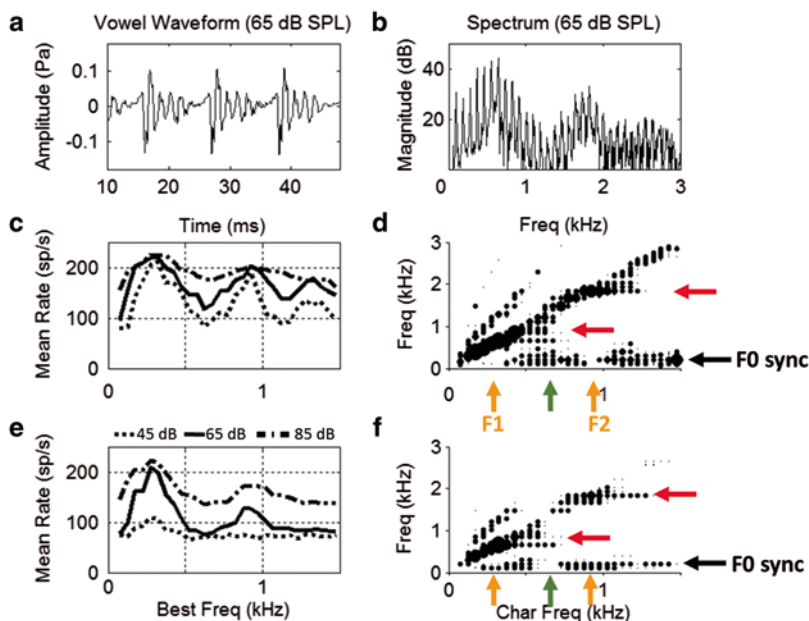 a
Vowel Waveform (65 dB SPL)
Amplitude (Pa)
0.1
0
-0.1
10 20 30 40
Time (ms)
b
Spectrum (65 dB SPL)
Magnitude (dB)
40
20
0 1 2 3
Freq (kHz)
c
Mean Rate (sp/s)
200
100
0
0 1
d
Freq (kHz)
3
2
1
0
0 1
F0 sync
F1 F2
e
Mean Rate (sp/s)
45 dB 65 dB 85 dB
200
100
0
0 1
Best Freq (kHz)
f
Freq (kHz)
3
2
1
0
0 1
F0 sync
Char Freq (kHz)